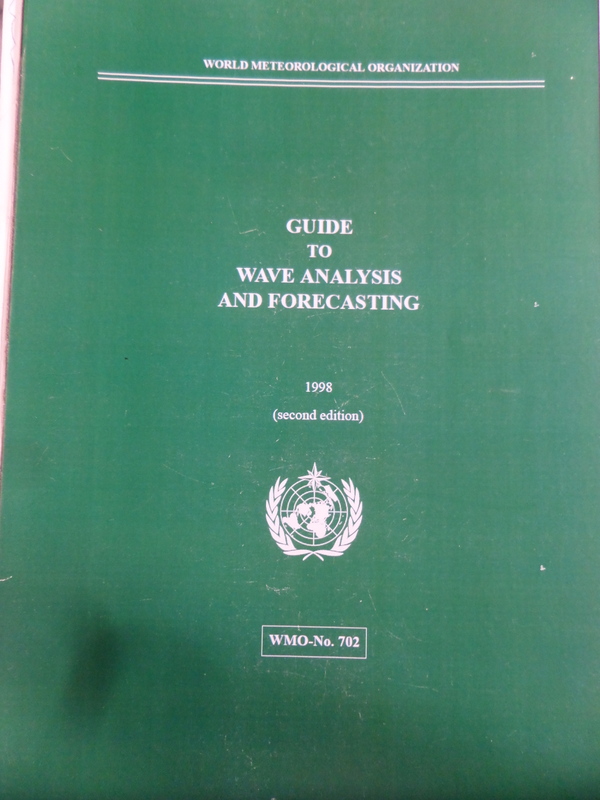 WORLD METEOROLOGICAL ORGANIZATION
GUIDE
TO
WAVE ANALYSIS
AND FORECASTING
1998
(second edition)
WMO-No. 702